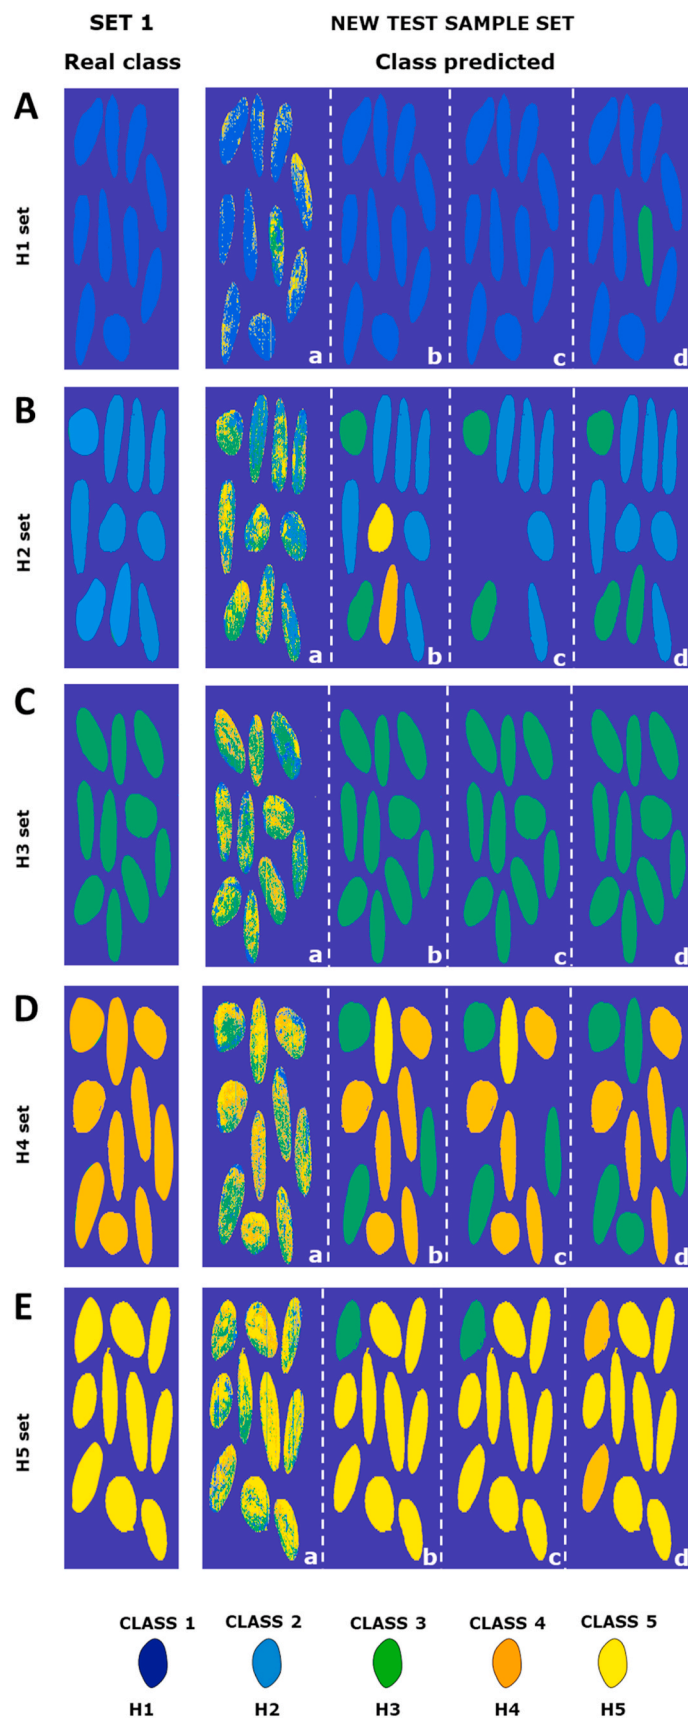 SET 1 NEW TEST SAMPLE SET
Real class Class predicted
A
H1 set
a b c d
B
H2 set
a b c d
C
H3 set
a b c d
D
H4 set
a b c d
E
H5 set
a b c d
CLASS 1 CLASS 2 CLASS 3 CLASS 4 CLASS 5
H1 H2 H3 H4 H5